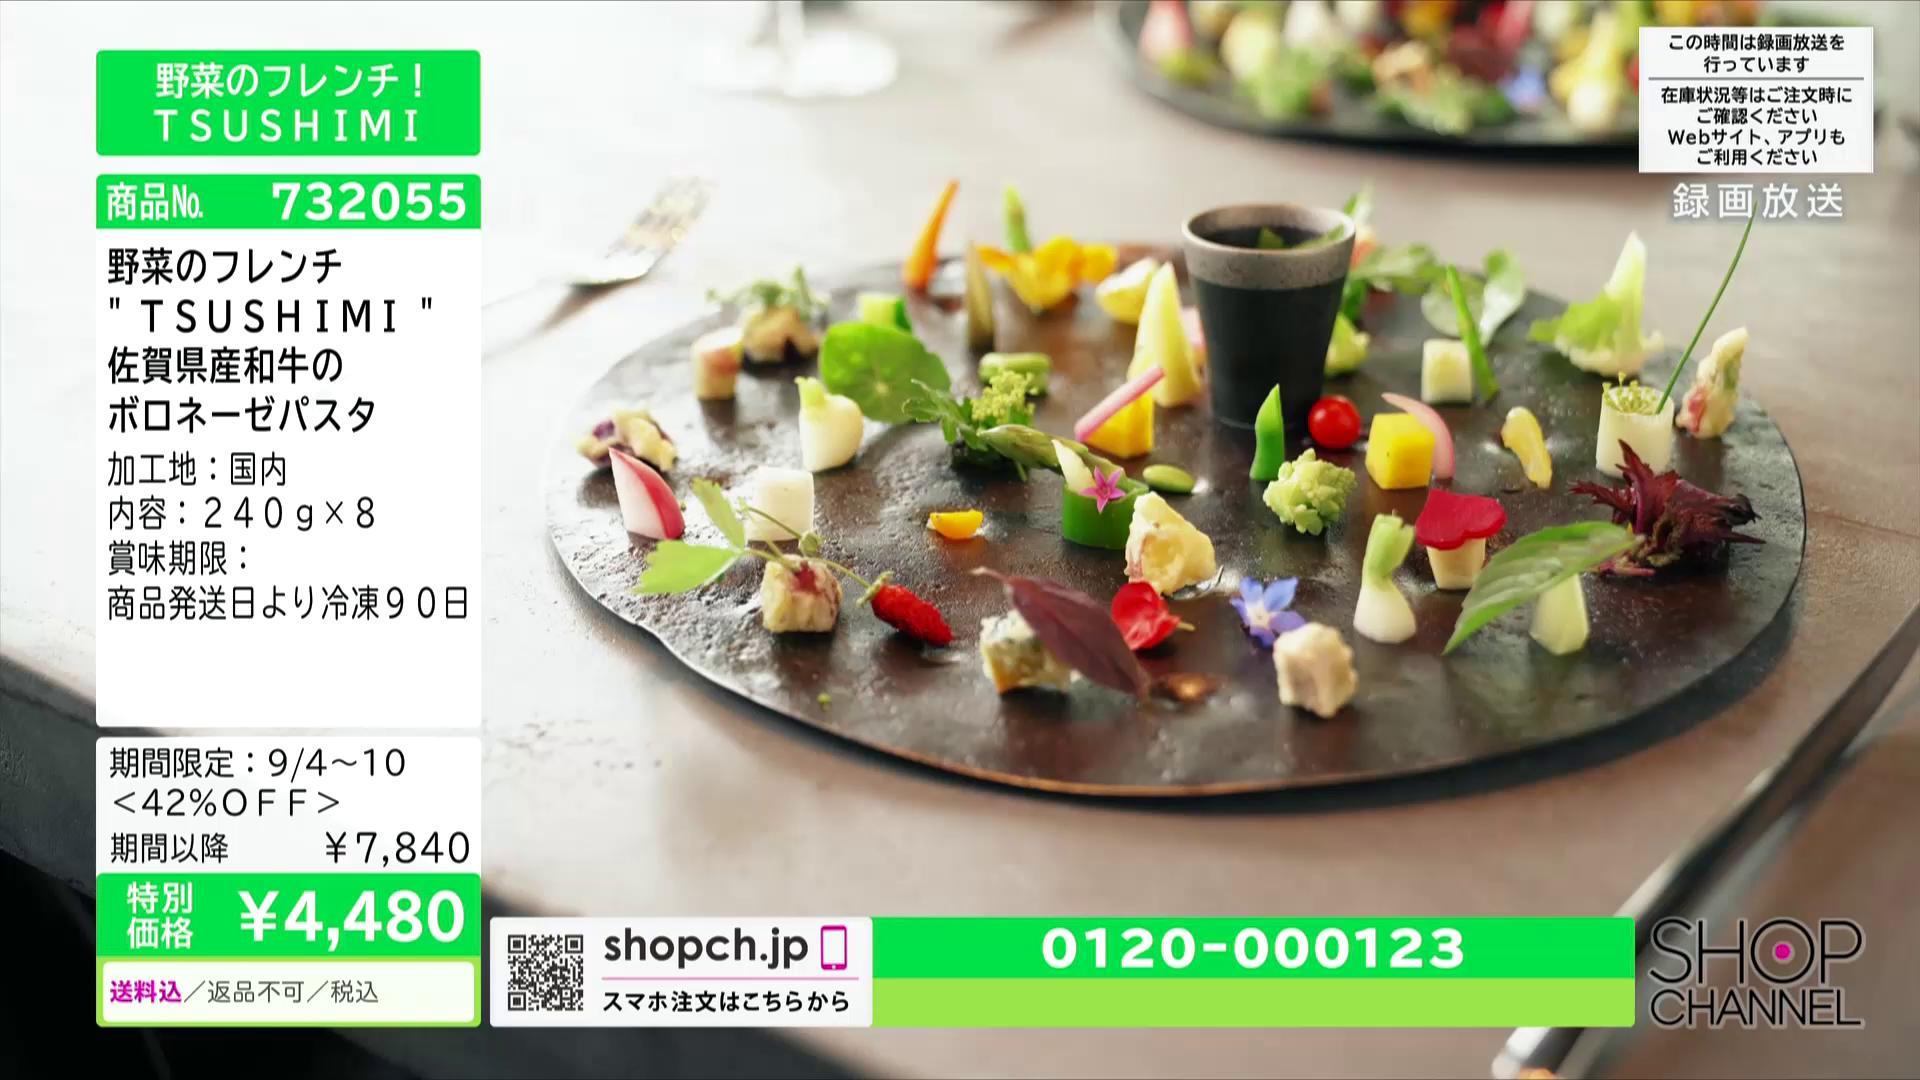 野菜のフレンチ！
ＴＳＵＳＨＩＭＩ
商品№ 732055
野菜のフレンチ
"ＴＳＵＳＨＩＭＩ"
佐賀県産和牛の
ボロネーゼパスタ
加工地：国内
内容：２４０ｇ×８
賞味期限：
商品発送日より冷凍９０日
期間限定：9/4～10
＜42%ＯＦＦ＞
期間以降 ￥7,840
特別価格 ¥4,480
送料込／返品不可／税込
shopch.jp
スマホ注文はこちらから
0120-000123
この時間は録画放送を
行っています
在庫状況等はご注文時に
ご確認ください
Webサイト、アプリも
ご利用ください
録画放送
SHOP
CHANNEL